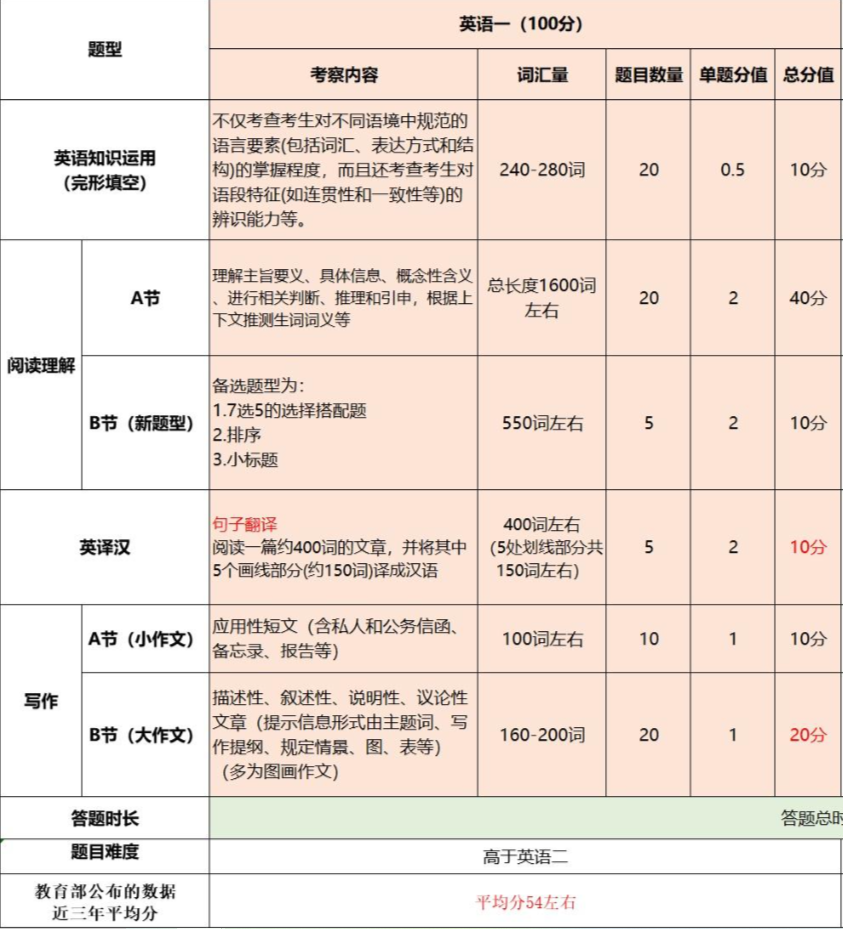 题型
英语一（100分）
考察内容
词汇量
题目数量
单题分值
总分值
英语知识运用
（完形填空）
不仅考查考生对不同语境中规范的
语言要素(包括词汇、表达方式和结
构)的掌握程度，而且还考查考生对
语段特征(如连贯性和一致性等)的
辨识能力等。
240-280词
20
0.5
10分
阅读理解
A节
理解主旨要义、具体信息、概念性含义
、进行相关判断、推理和引申，根据上
下文推测生词词义等
总长度1600词
左右
20
2
40分
B节（新题型）
备选题型为：
1.7选5的选择搭配题
2.排序
3.小标题
550词左右
5
2
10分
英译汉
句子翻译
阅读一篇约400词的文章，并将其中
5个画线部分(约150词)译成汉语
400词左右
（5处划线部分共
150词左右）
5
2
10分
写作
A节（小作文）
应用性短文（含私人和公务信函、
备忘录、报告等）
100词左右
10
1
10分
B节（大作文）
描述性、叙述性、说明性、议论性
文章（提示信息形式由主题词、写
作提纲、规定情景、图、表等）
（多为图画作文）
160-200词
20
1
20分
答题时长
答题总时
题目难度
高于英语二
教育部公布的数据
近三年平均分
平均分54左右